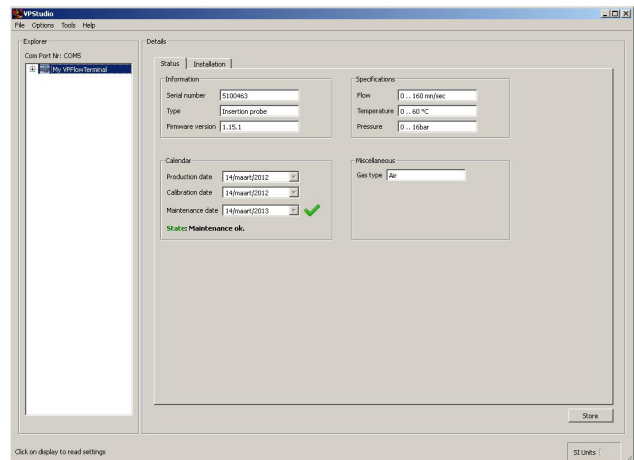 VPStudio
File Options Tools Help
Explorer
Com Port Nr: COM5
My VPFlowTerminal
Details
Status Installation
Information
Serial number 5100463
Type Insertion probe
Firmware version 1.15.1
Specifications
Flow 0 .. 160 mn/sec
Temperature 0 .. 60 °C
Pressure 0 .. 16bar
Calendar
Production date 14/maart/2012
Calibration date 14/maart/2012
Maintenance date 14/maart/2013
State: Maintenance ok.
Miscellaneous
Gas type Air
Store
Click on display to read settings
SI Units